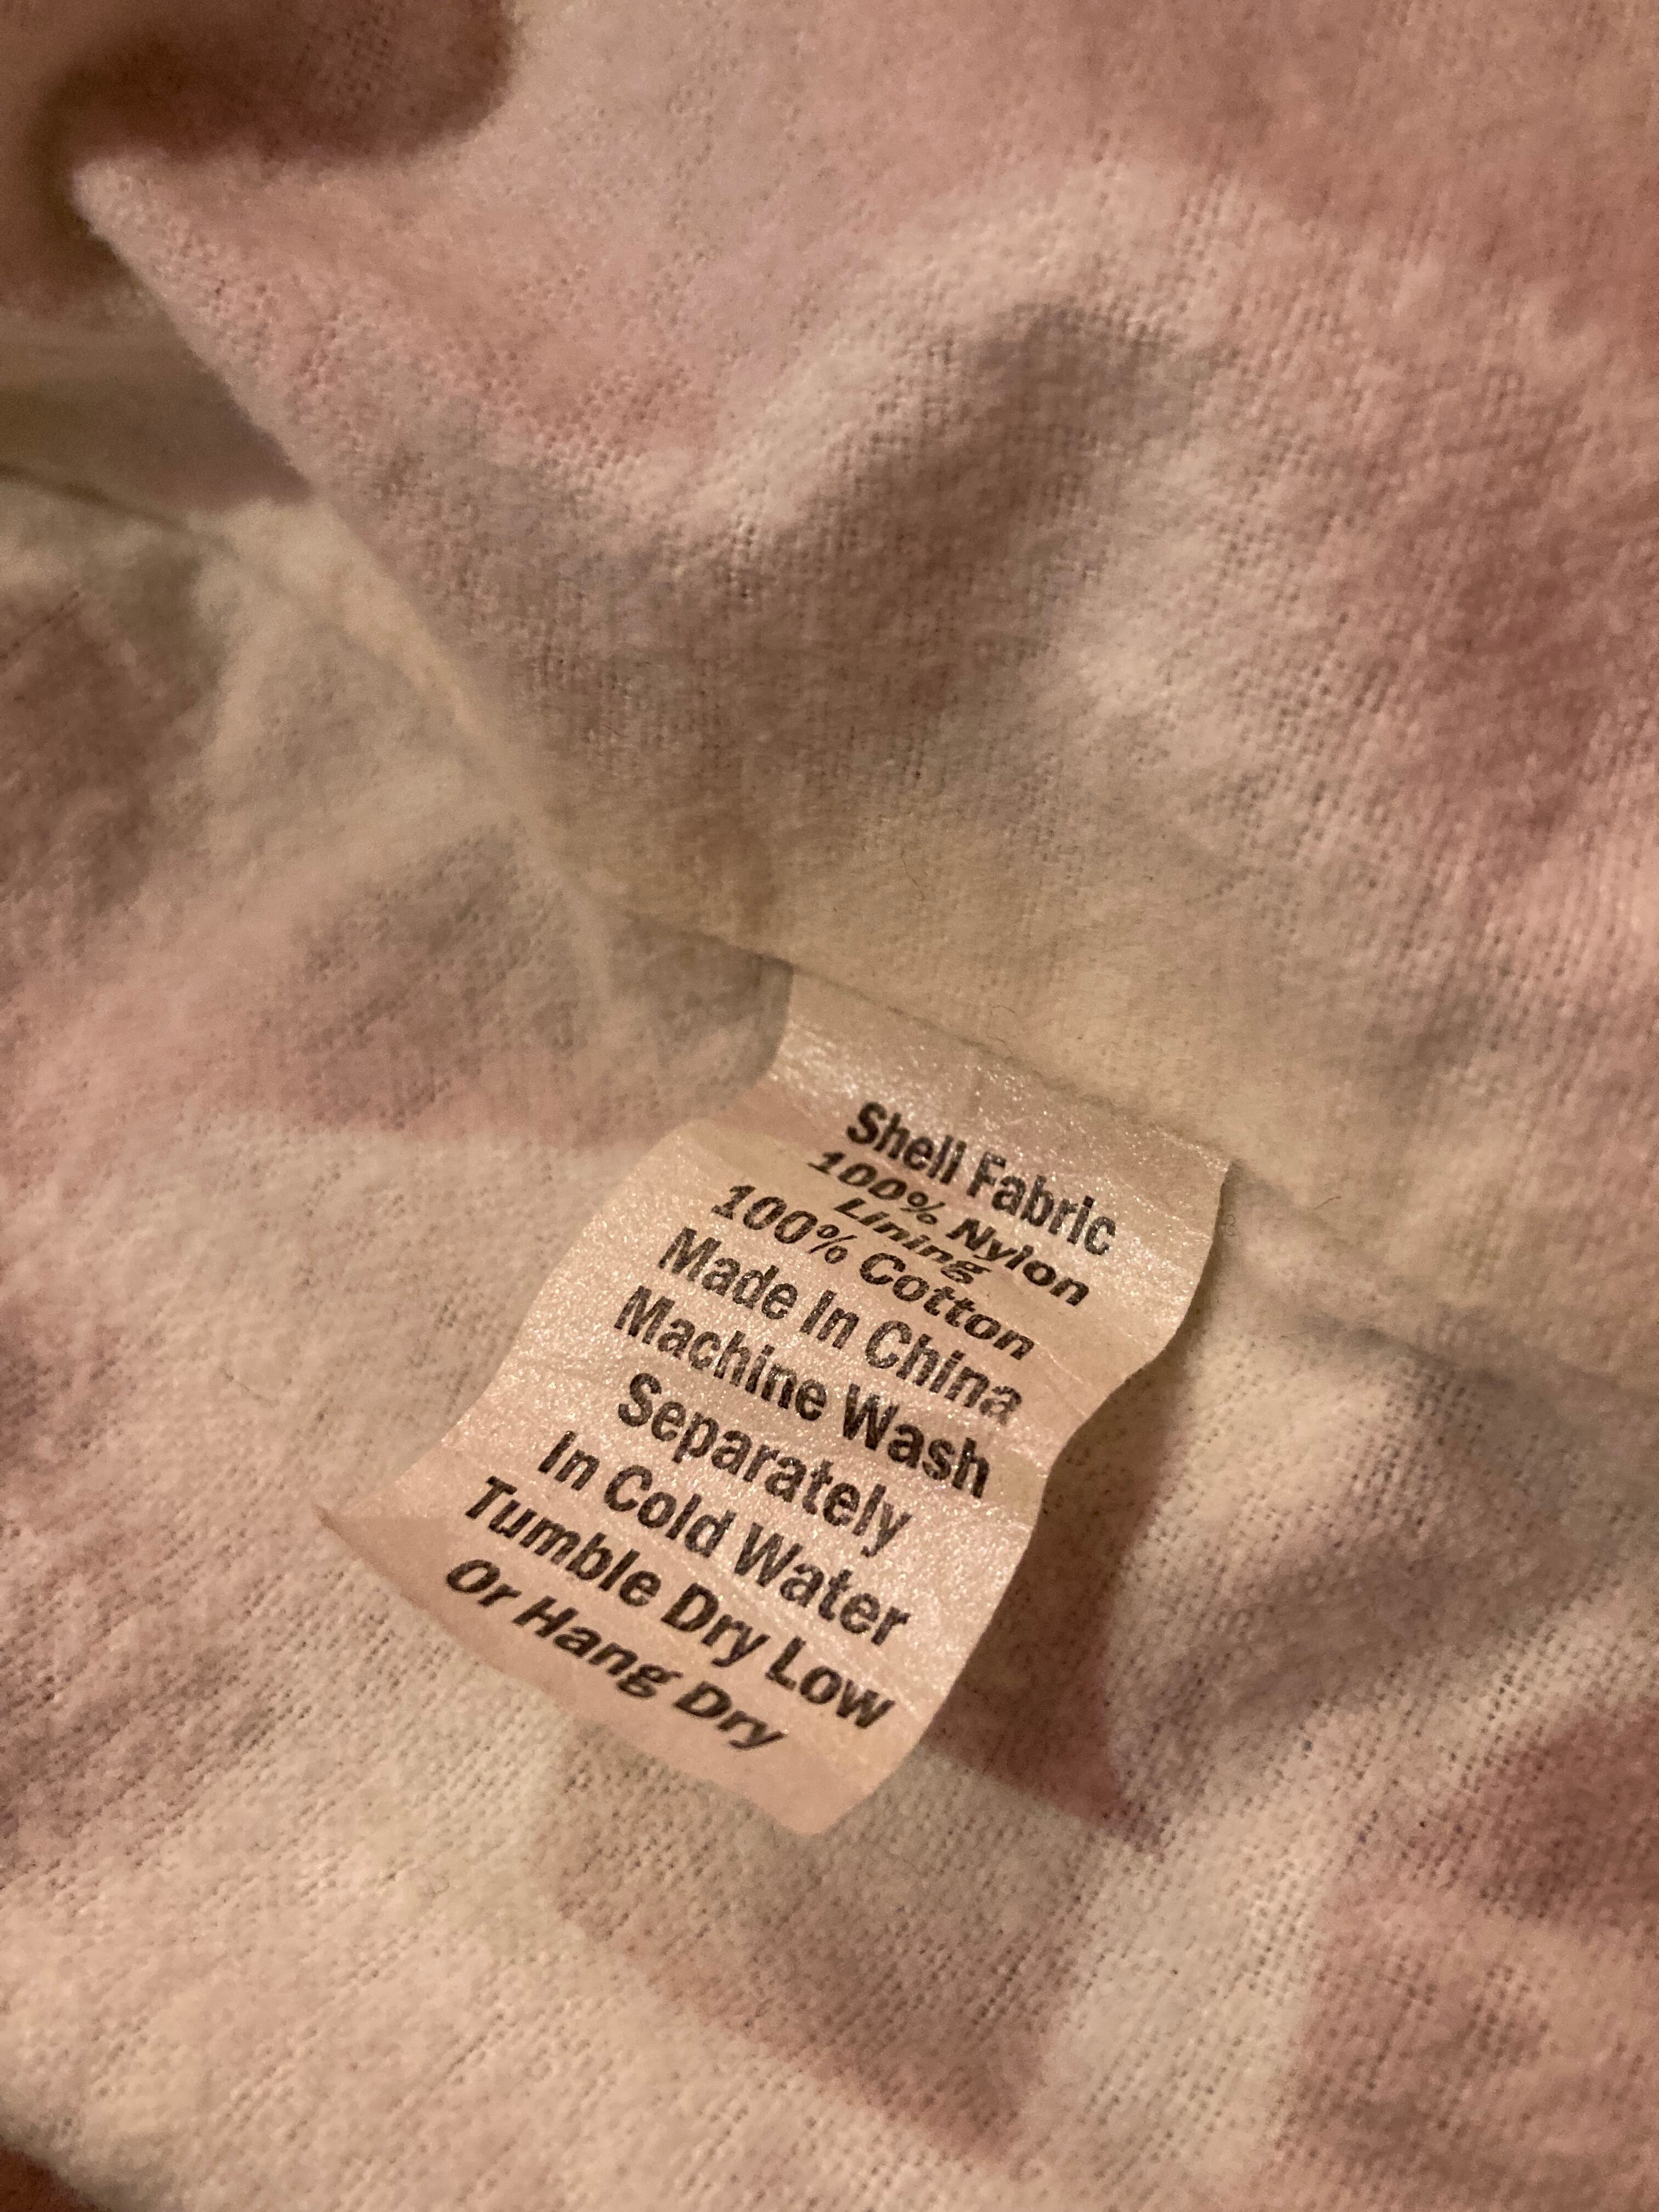 Shell Fabric
100% Nylon
Lining
100% Cotton
Made In China
Machine Wash
Separately
In Cold Water
Tumble Dry Low
Or Hang Dry